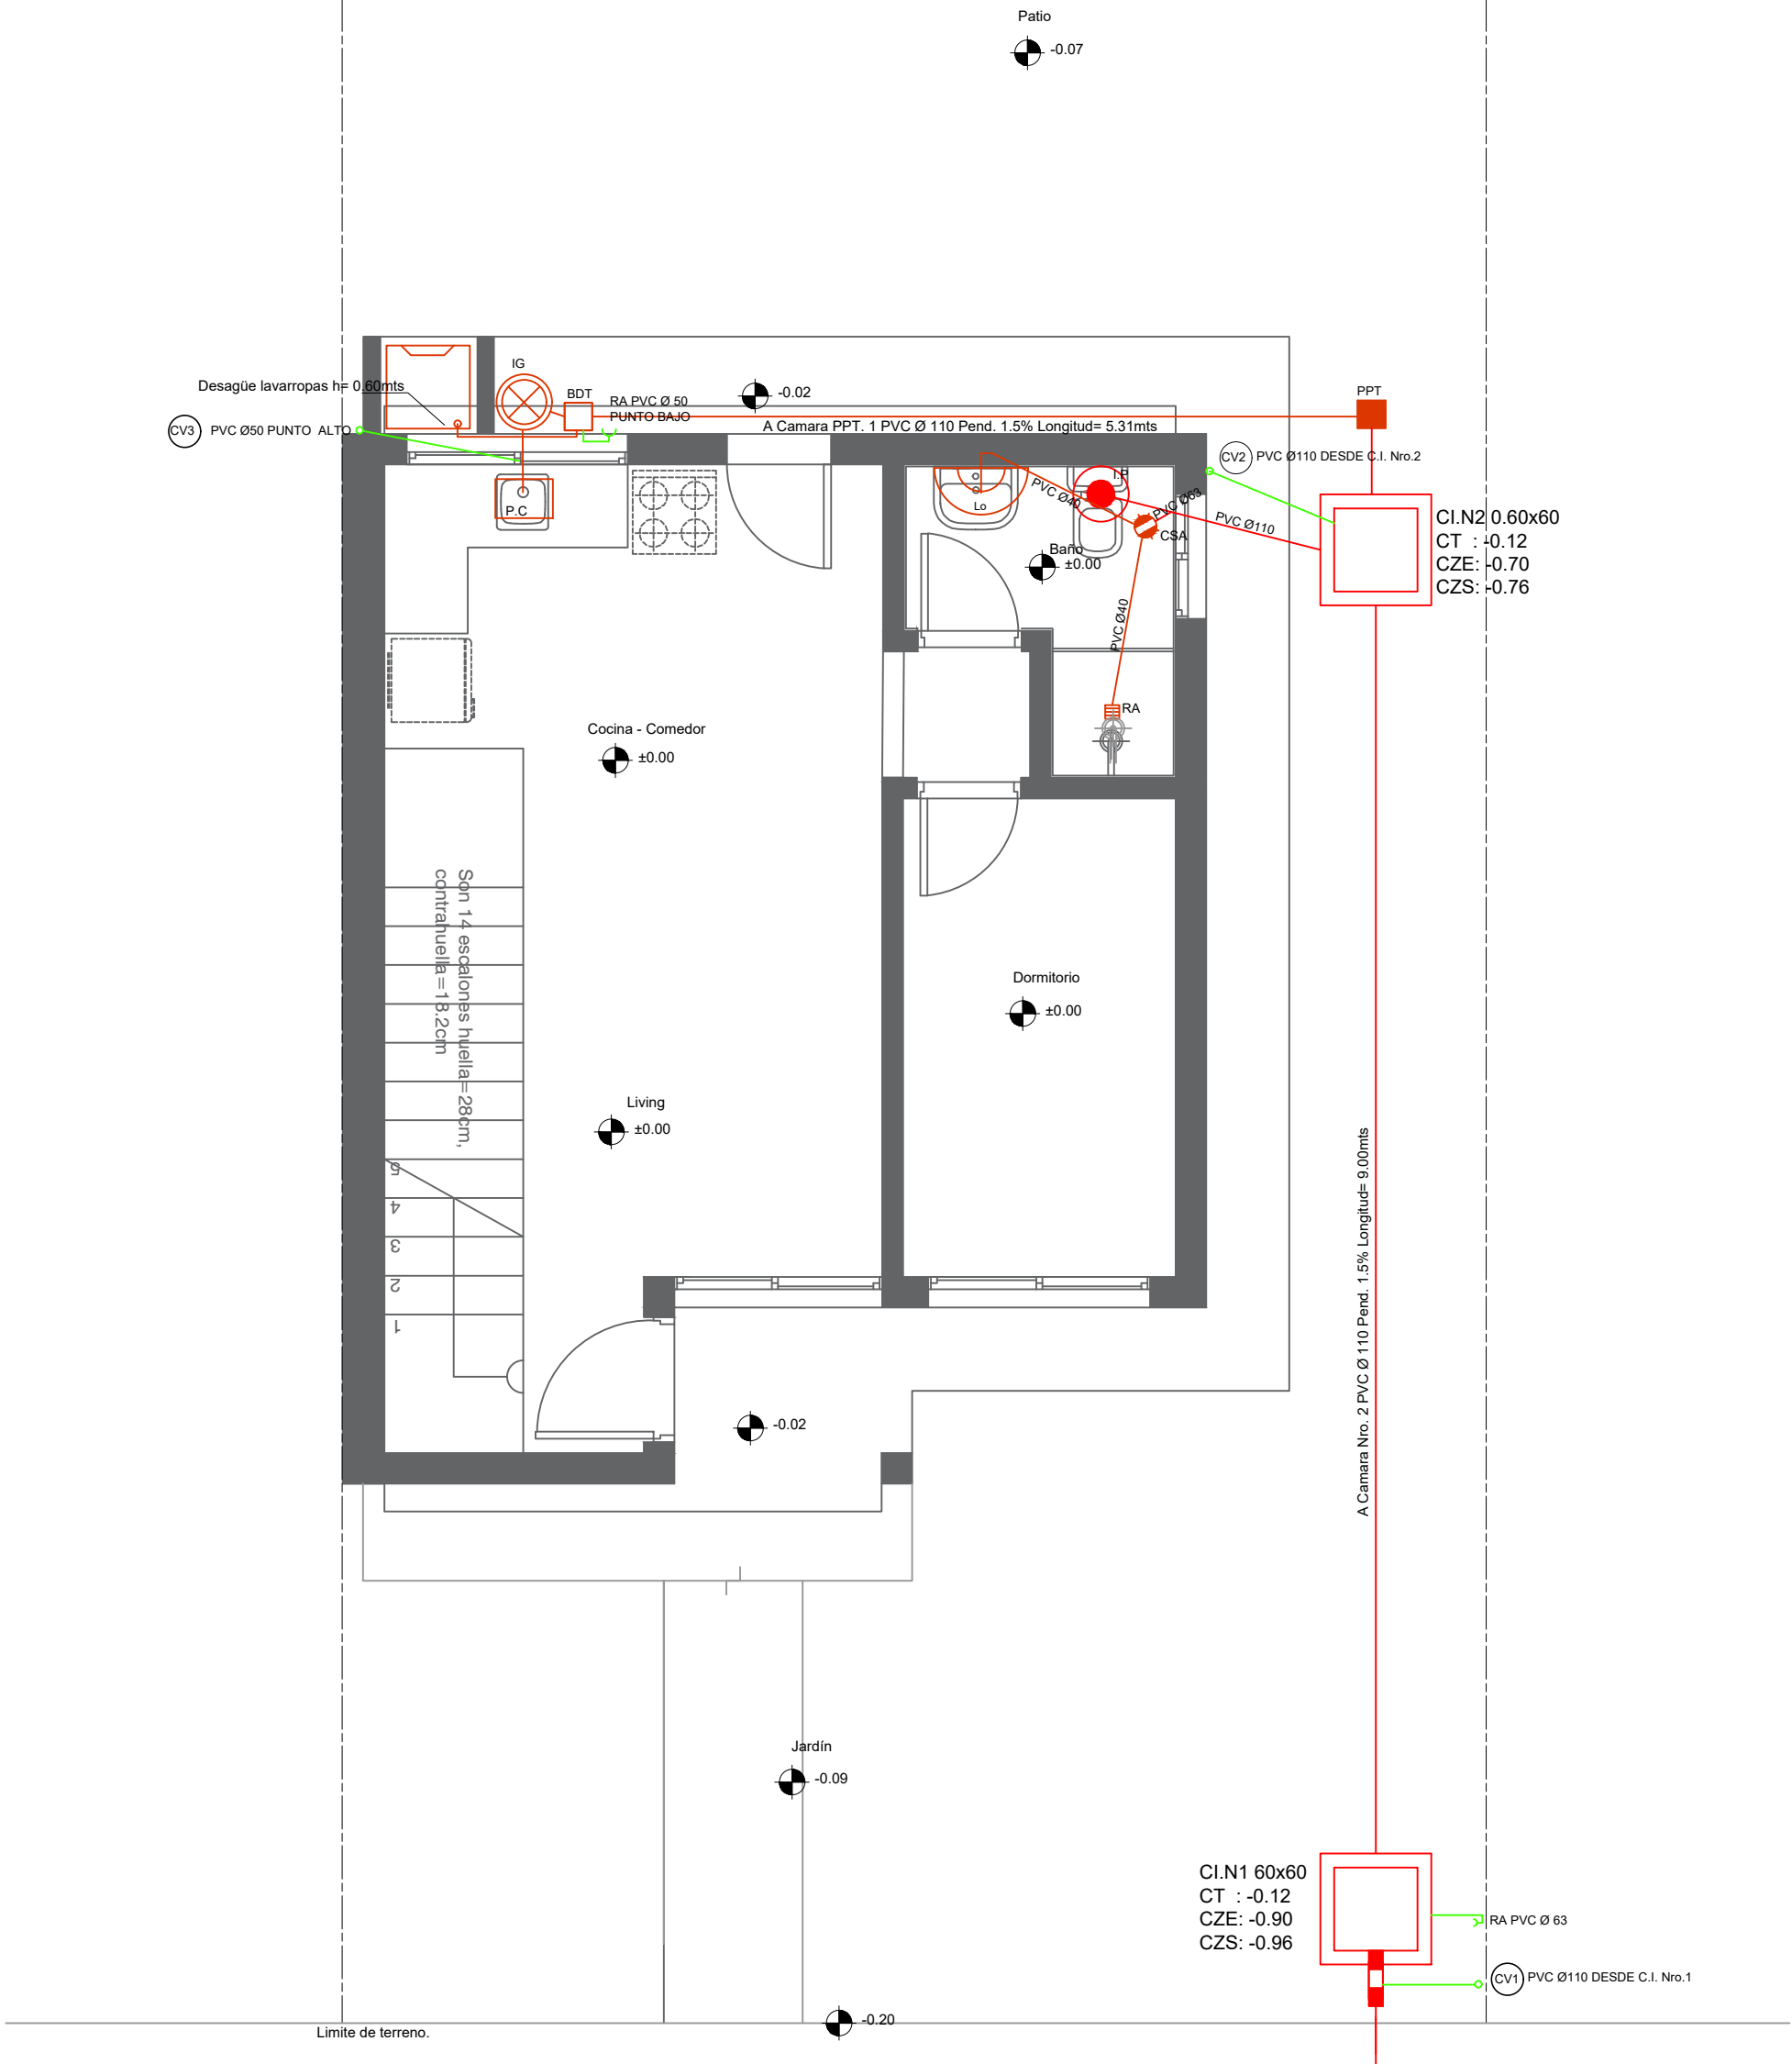 Patio
-0.07
IG
Desagüe lavarropas h= 0.60mts
BDT
RA PVC Ø 50
PUNTO BAJO
-0.02
PPT
CV3
PVC Ø50 PUNTO ALTO
A Camara PPT. 1 PVC Ø 110 Pend. 1.5% Longitud= 5.31mts
CV2
PVC Ø110 DESDE C.I. Nro.2
P.C
Lo
I.P
PVC Ø40
PVC Ø63
PVC Ø110
CSA
CI.N2 0.60x60
CT : -0.12
CZE: -0.70
CZS: -0.76
Baño
±0.00
PVC Ø40
RA
Cocina - Comedor
±0.00
Son 14 escalones huella=28cm,
contrahuella=18.2cm
Dormitorio
±0.00
Living
±0.00
5
4
3
2
1
A Camara Nro. 2 PVC Ø 110 Pend. 1.5% Longitud= 9.00mts
-0.02
Jardín
-0.09
CI.N1 60x60
CT : -0.12
CZE: -0.90
CZS: -0.96
RA PVC Ø 63
CV1
PVC Ø110 DESDE C.I. Nro.1
-0.20
Limite de terreno.